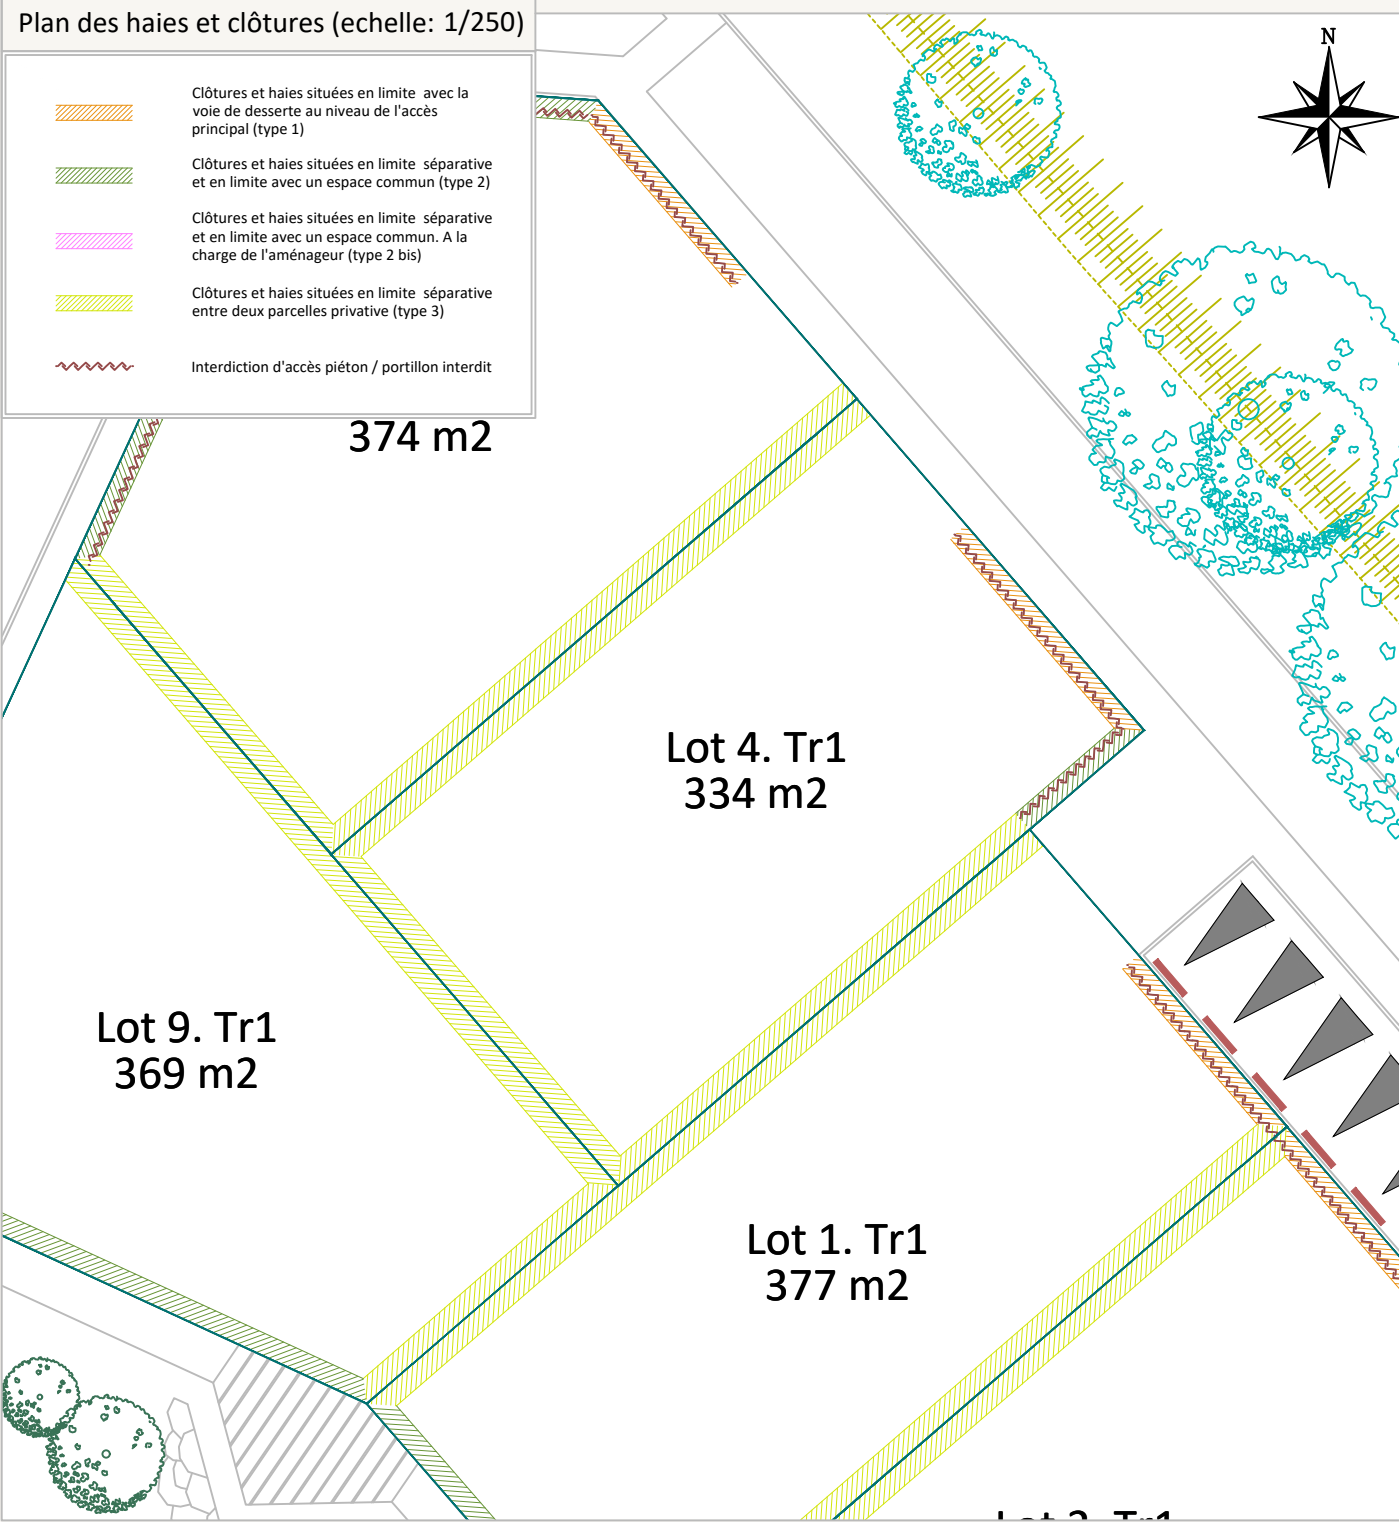 Plan des haies et clôtures (echelle: 1/250)
Clôtures et haies situées en limite avec la
voie de desserte au niveau de l'accès
principal (type 1)
Clôtures et haies situées en limite séparative
et en limite avec un espace commun (type 2)
Clôtures et haies situées en limite séparative
et en limite avec un espace commun. A la
charge de l'aménageur (type 2 bis)
Clôtures et haies situées en limite séparative
entre deux parcelles privative (type 3)
Interdiction d'accès piéton / portillon interdit
N
374 m2
Lot 4. Tr1
334 m2
Lot 9. Tr1
369 m2
Lot 1. Tr1
377 m2
Lot 2. Tr1